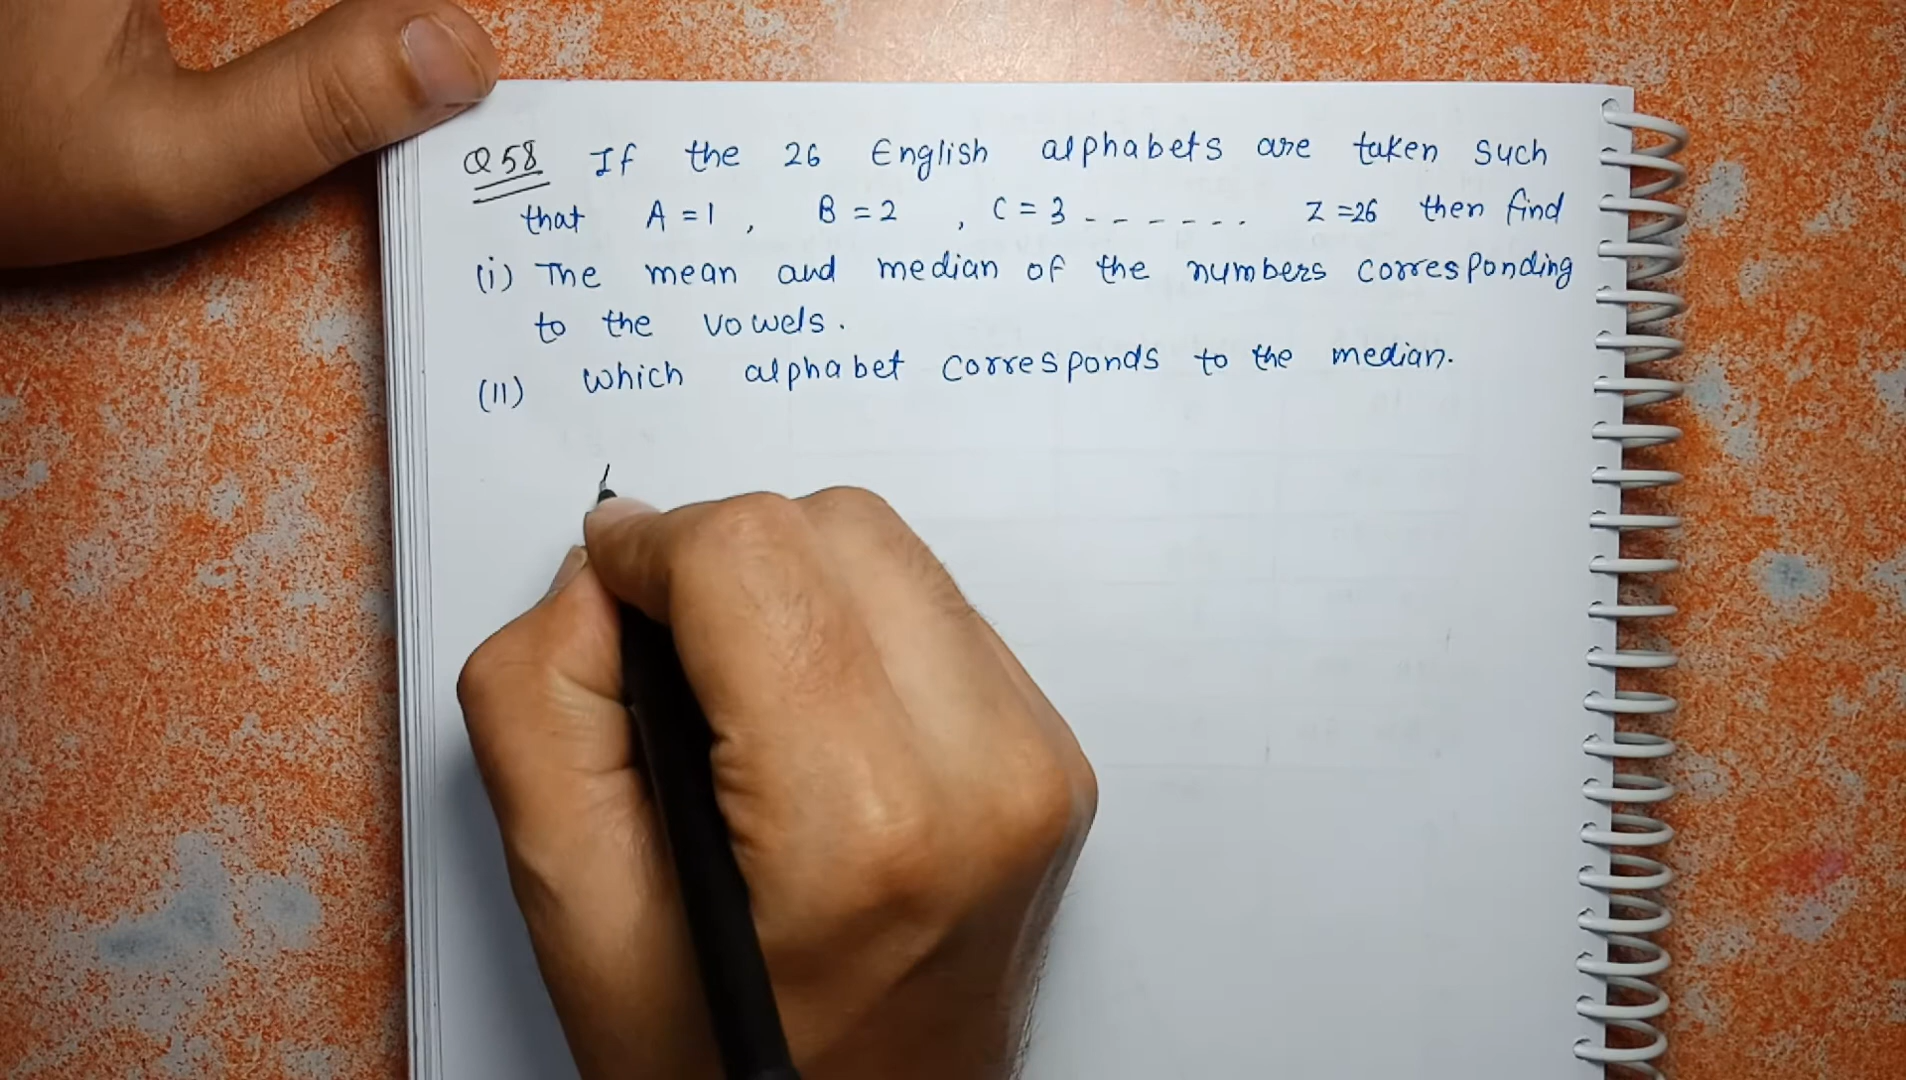 Q58 If the 26 English alphabets are taken such
that A = 1 , B = 2 , C = 3 - - - - - - . Z = 26 then find
(i) The mean and median of the numbers corresponding
to the vowels.
(II) which alphabet corresponds to the median.